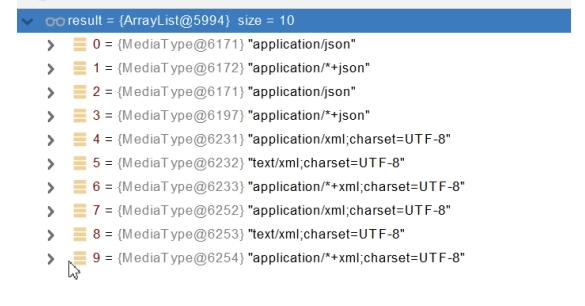 result = {ArrayList@5994} size = 10
0 = {MediaType@6171} "application/json"
1 = {MediaType@6172} "application/*+json"
2 = {MediaType@6171} "application/json"
3 = {MediaType@6197} "application/*+json"
4 = {MediaType@6231} "application/xml;charset=UTF-8"
5 = {MediaType@6232} "text/xml;charset=UTF-8"
6 = {MediaType@6233} "application/*+xml;charset=UTF-8"
7 = {MediaType@6252} "application/xml;charset=UTF-8"
8 = {MediaType@6253} "text/xml;charset=UTF-8"
9 = {MediaType@6254} "application/*+xml;charset=UTF-8"